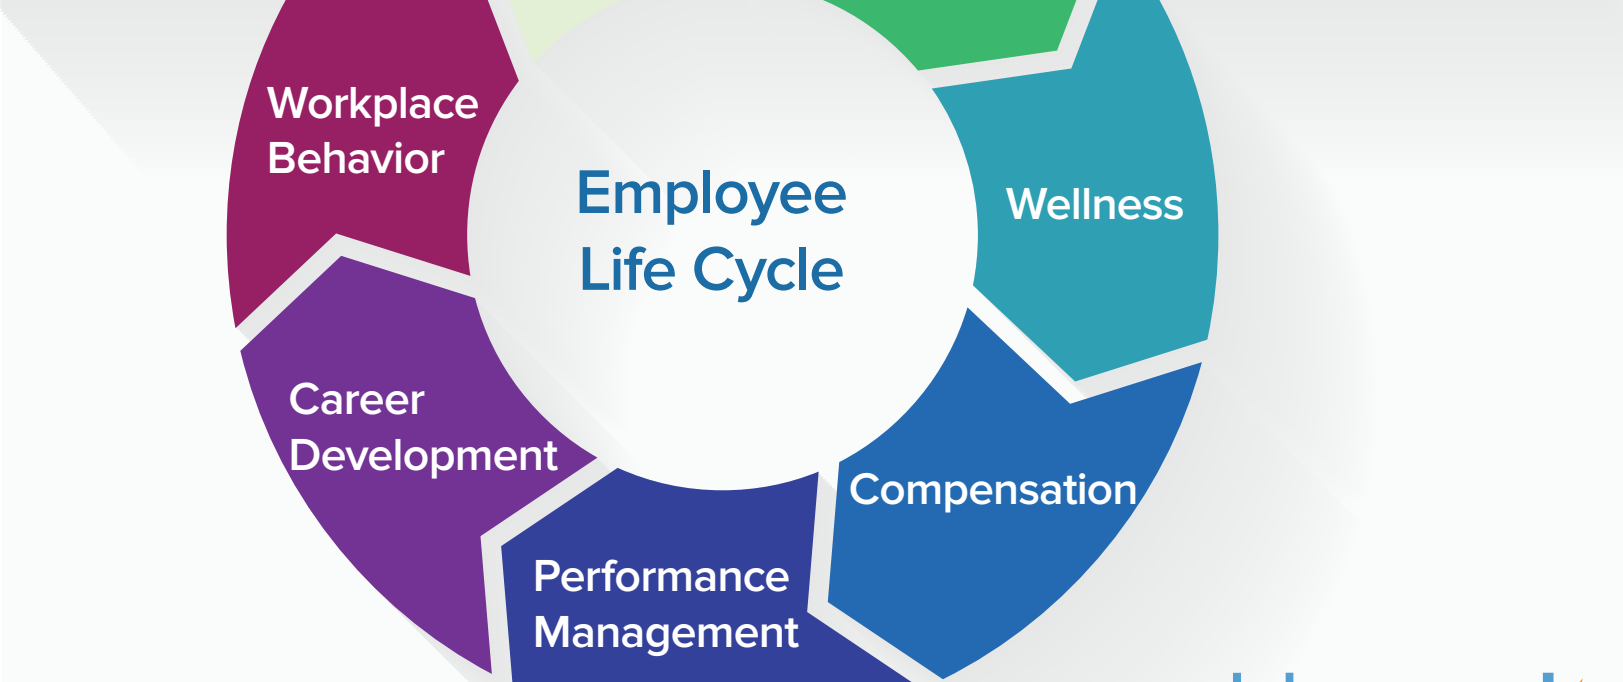 Workplace
Behavior
Employee
Life Cycle
Wellness
Career
Development
Compensation
Performance
Management